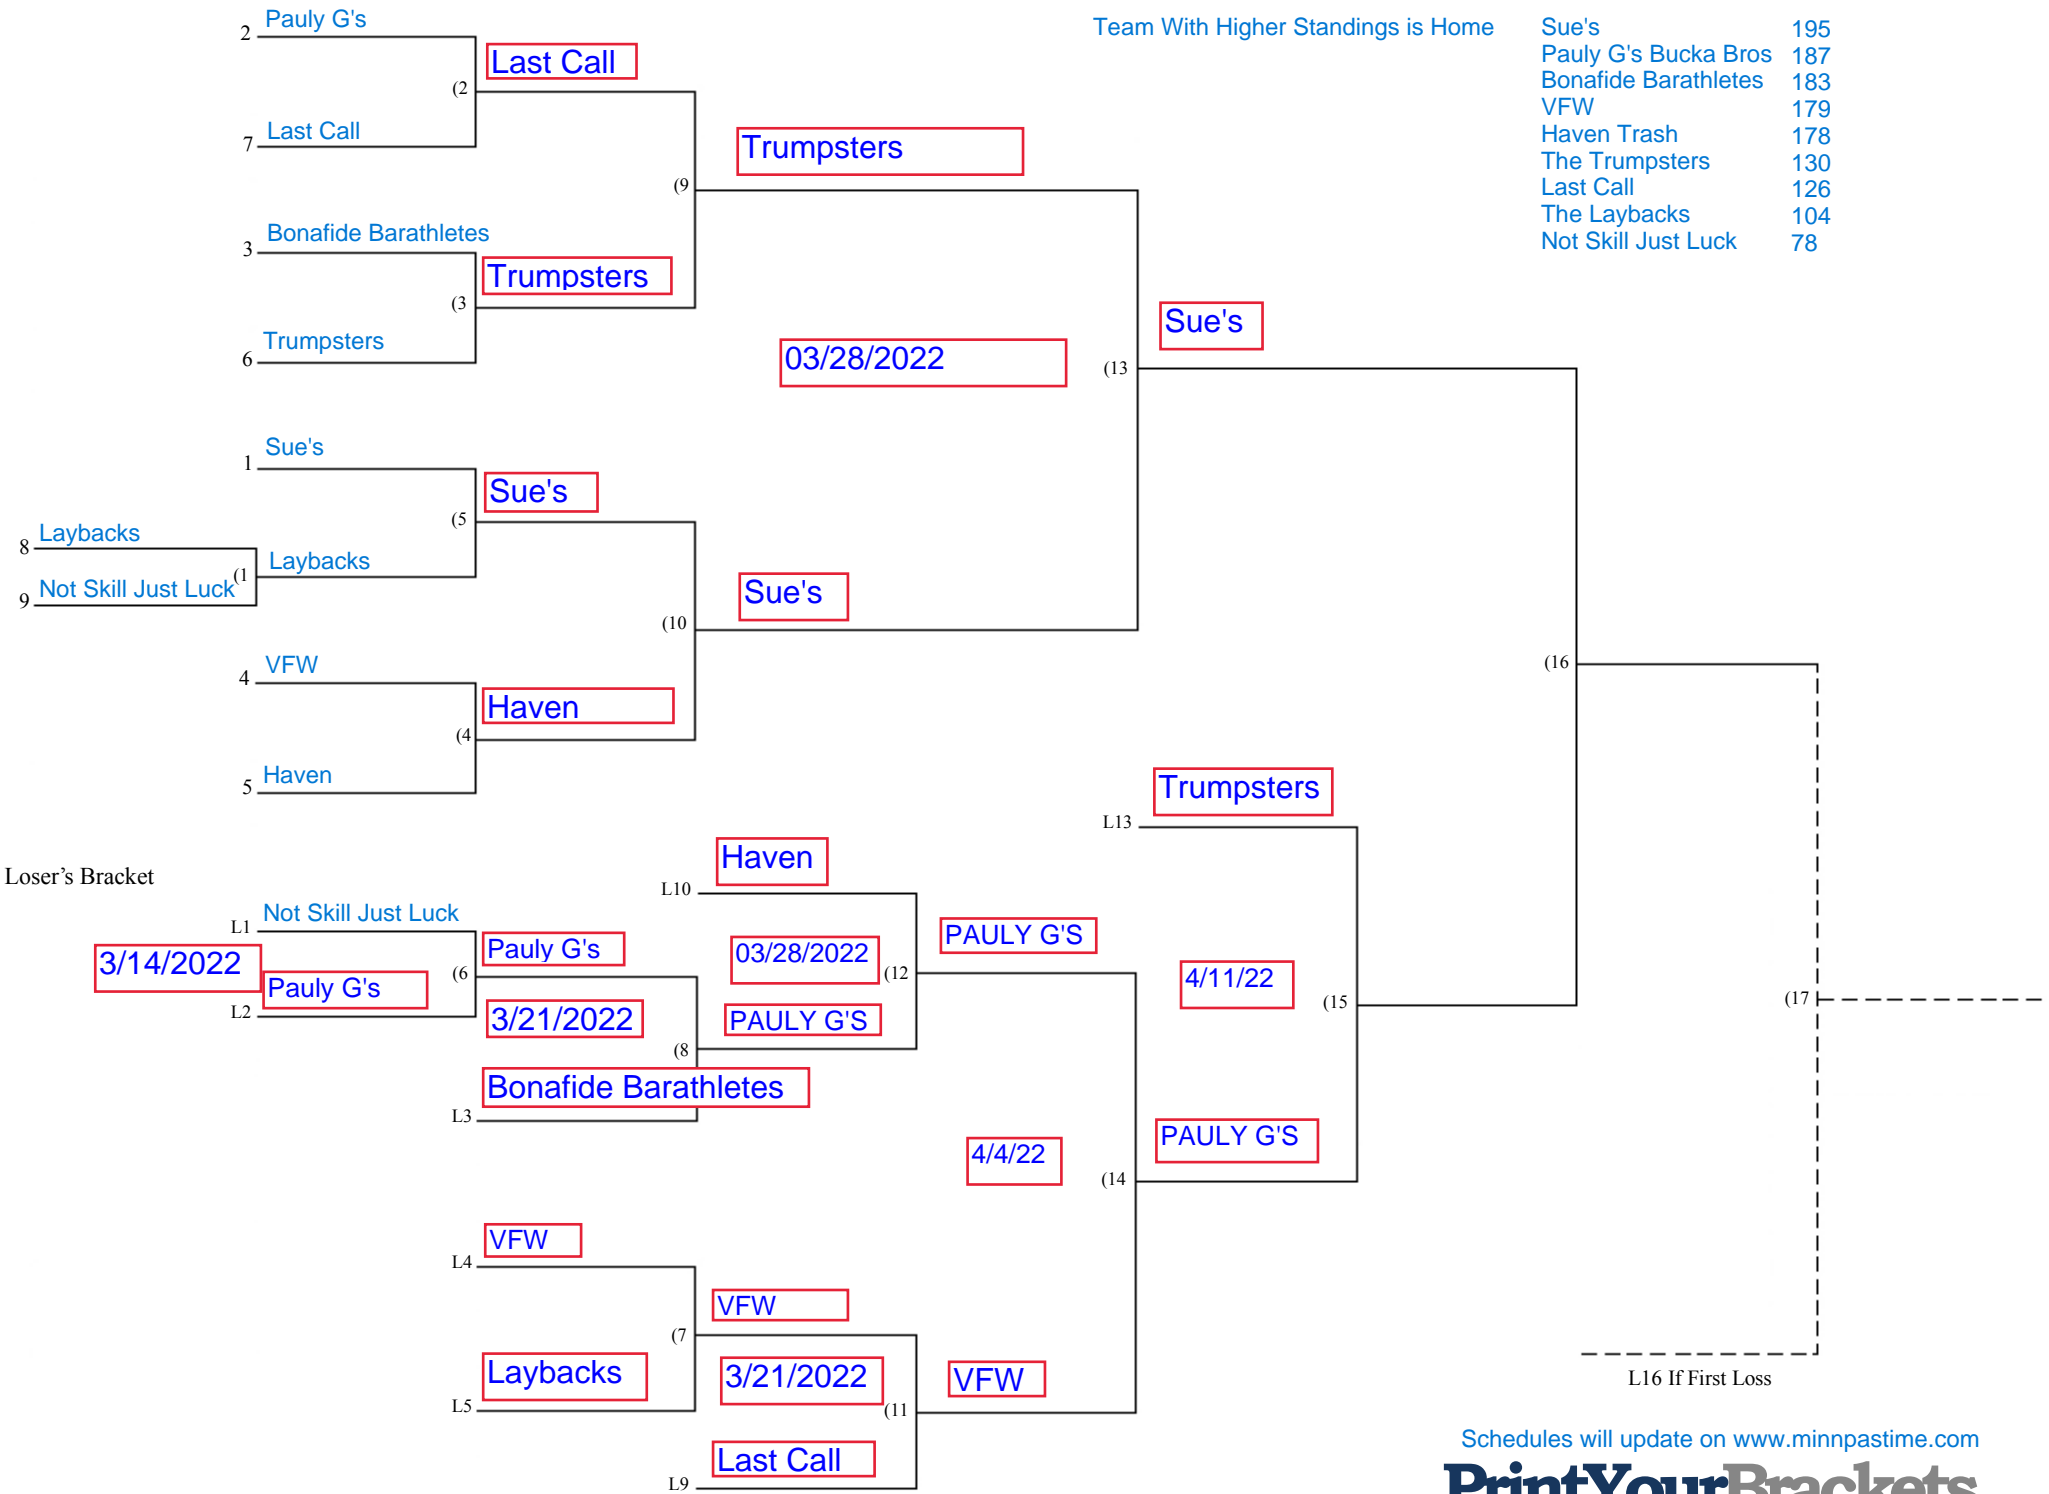 Team With Higher Standings is Home
Sue's 195
Pauly G's Bucka Bros 187
Bonafide Barathletes 183
VFW 179
Haven Trash 178
The Trumpsters 130
Last Call 126
The Laybacks 104
Not Skill Just Luck 78
2 Pauly G's
(2
Last Call
7 Last Call
Trumpsters
(9
3 Bonafide Barathletes
(3
Trumpsters
6 Trumpsters
03/28/2022
(13
Sue's
1 Sue's
(5
Sue's
8 Laybacks
(1
Laybacks
9 Not Skill Just Luck
(10
Sue's
4 VFW
(4
Haven
5 Haven
(16
L13 Trumpsters
Loser's Bracket
L10 Haven
L1 Not Skill Just Luck
3/14/2022
(6
Pauly G's
L2 Pauly G's
3/21/2022
(8
PAULY G'S
03/28/2022
(12
PAULY G'S
L3 Bonafide Barathletes
4/11/22
(15
(17
4/4/22
(14
PAULY G'S
L4 VFW
(7
VFW
L5 Laybacks
3/21/2022
(11
VFW
L9 Last Call
L16 If First Loss
Schedules will update on www.minnpastime.com
PrintYourBrackets